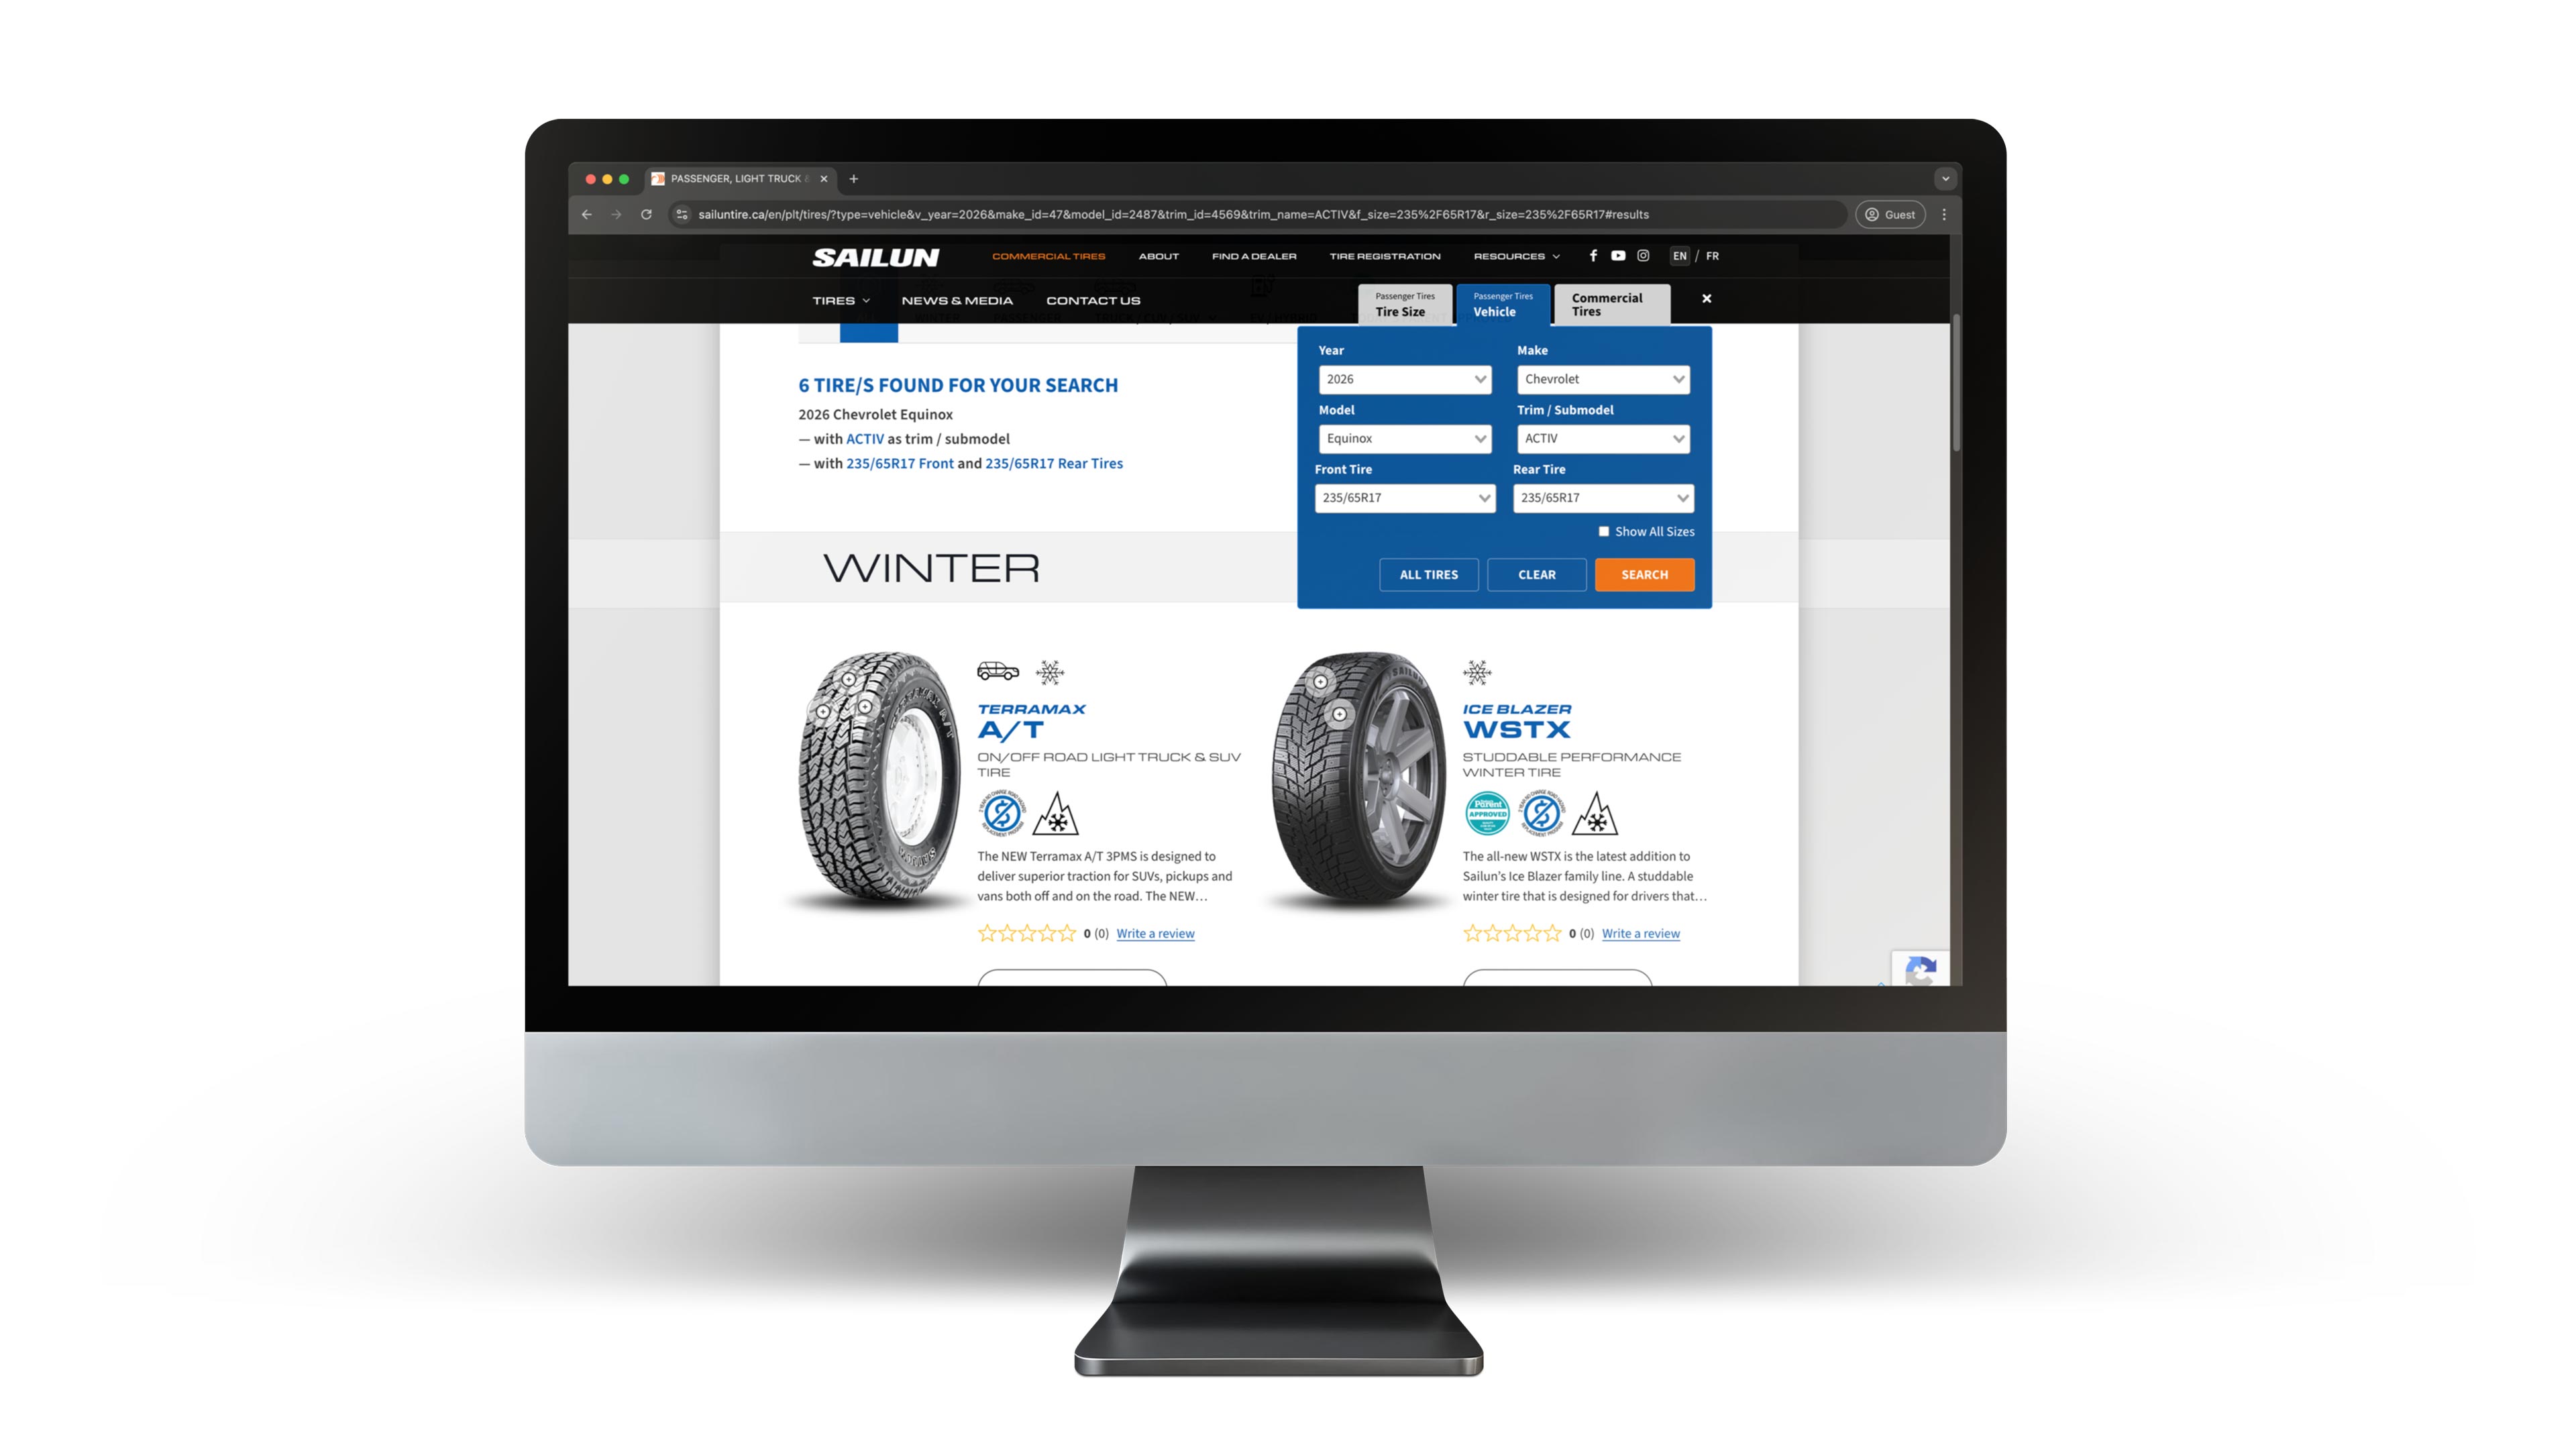 PASSENGER, LIGHT TRUCK &
sailuntire.ca/en/plt/tires/?type=vehicle&v_year=2026&make_id=47&model_id=2487&trim_id=4569&trim_name=ACTIV&f_size=235%2F65R17&r_size=235%2F65R17#results
Guest
SAILUN
COMMERCIAL TIRES
ABOUT
FIND A DEALER
TIRE REGISTRATION
RESOURCES
EN / FR
TIRES
NEWS & MEDIA
CONTACT US
Passenger Tires
Tire Size
Passenger Tires
Vehicle
Commercial
Tires
Year
2026
Make
Chevrolet
Model
Equinox
Trim / Submodel
ACTIV
Front Tire
235/65R17
Rear Tire
235/65R17
Show All Sizes
ALL TIRES
CLEAR
SEARCH
6 TIRE/S FOUND FOR YOUR SEARCH
2026 Chevrolet Equinox
— with ACTIV as trim / submodel
— with 235/65R17 Front and 235/65R17 Rear Tires
WINTER
TERRAMAX
A/T
ON/OFF ROAD LIGHT TRUCK & SUV
TIRE
The NEW Terramax A/T 3PMS is designed to
deliver superior traction for SUVs, pickups and
vans both off and on the road. The NEW...
0 (0) Write a review
SAILUN
ICE BLAZER
WSTX
STUDDABLE PERFORMANCE
WINTER TIRE
Parent
APPROVED
The all-new WSTX is the latest addition to
Sailun's Ice Blazer family line. A studdable
winter tire that is designed for drivers that...
0 (0) Write a review